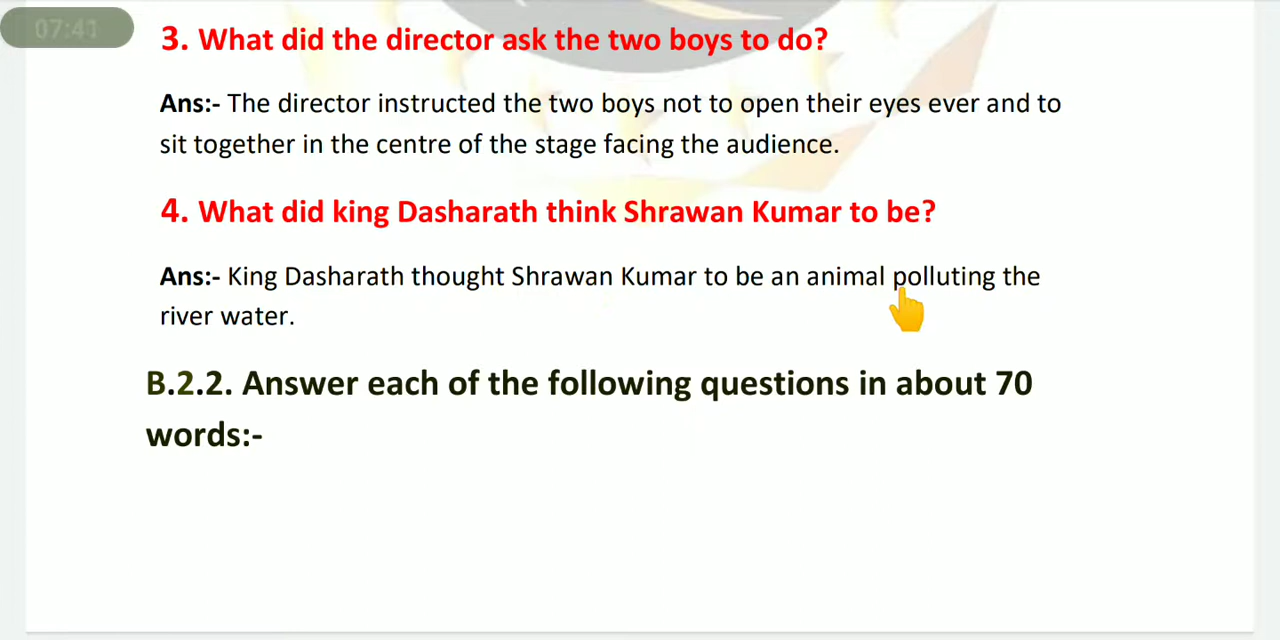 07:41
3. What did the director ask the two boys to do?
Ans:- The director instructed the two boys not to open their eyes ever and to
sit together in the centre of the stage facing the audience.
4. What did king Dasharath think Shrawan Kumar to be?
Ans:- King Dasharath thought Shrawan Kumar to be an animal polluting the
river water.
B.2.2. Answer each of the following questions in about 70
words:-